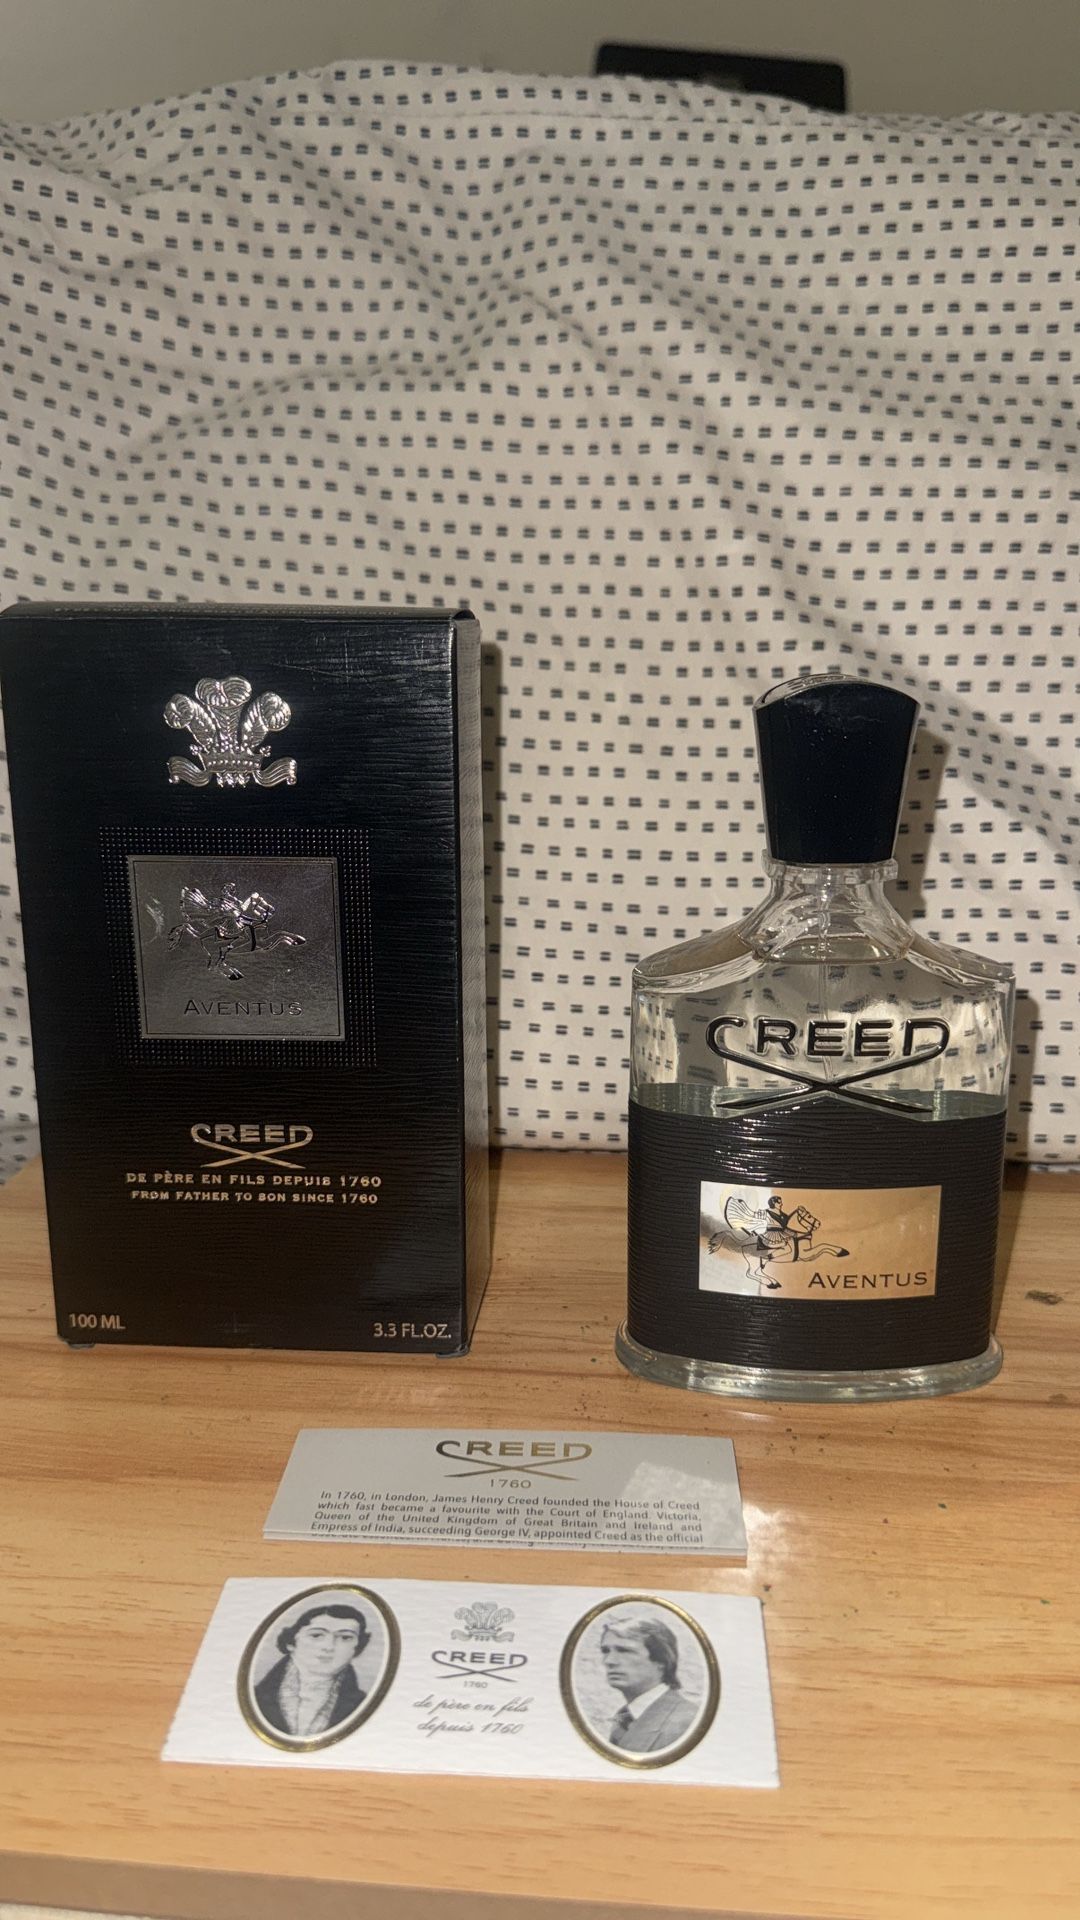 AVENTUS
CREED
DE PÈRE EN FILS DEPUIS 1760
FROM FATHER TO SON SINCE 1760
100 ML
3.3 FL.OZ.
CREED
AVENTUS
CREED
1760
In 1760, in London, James Henry Creed founded the House of Creed
which fast became a favourite with the Court of England. Victoria,
Queen of the United Kingdom of Great Britain and Ireland and
Empress of India, succeeding George IV, appointed Creed as the official
CREED
1760
de père en fils
depuis 1760